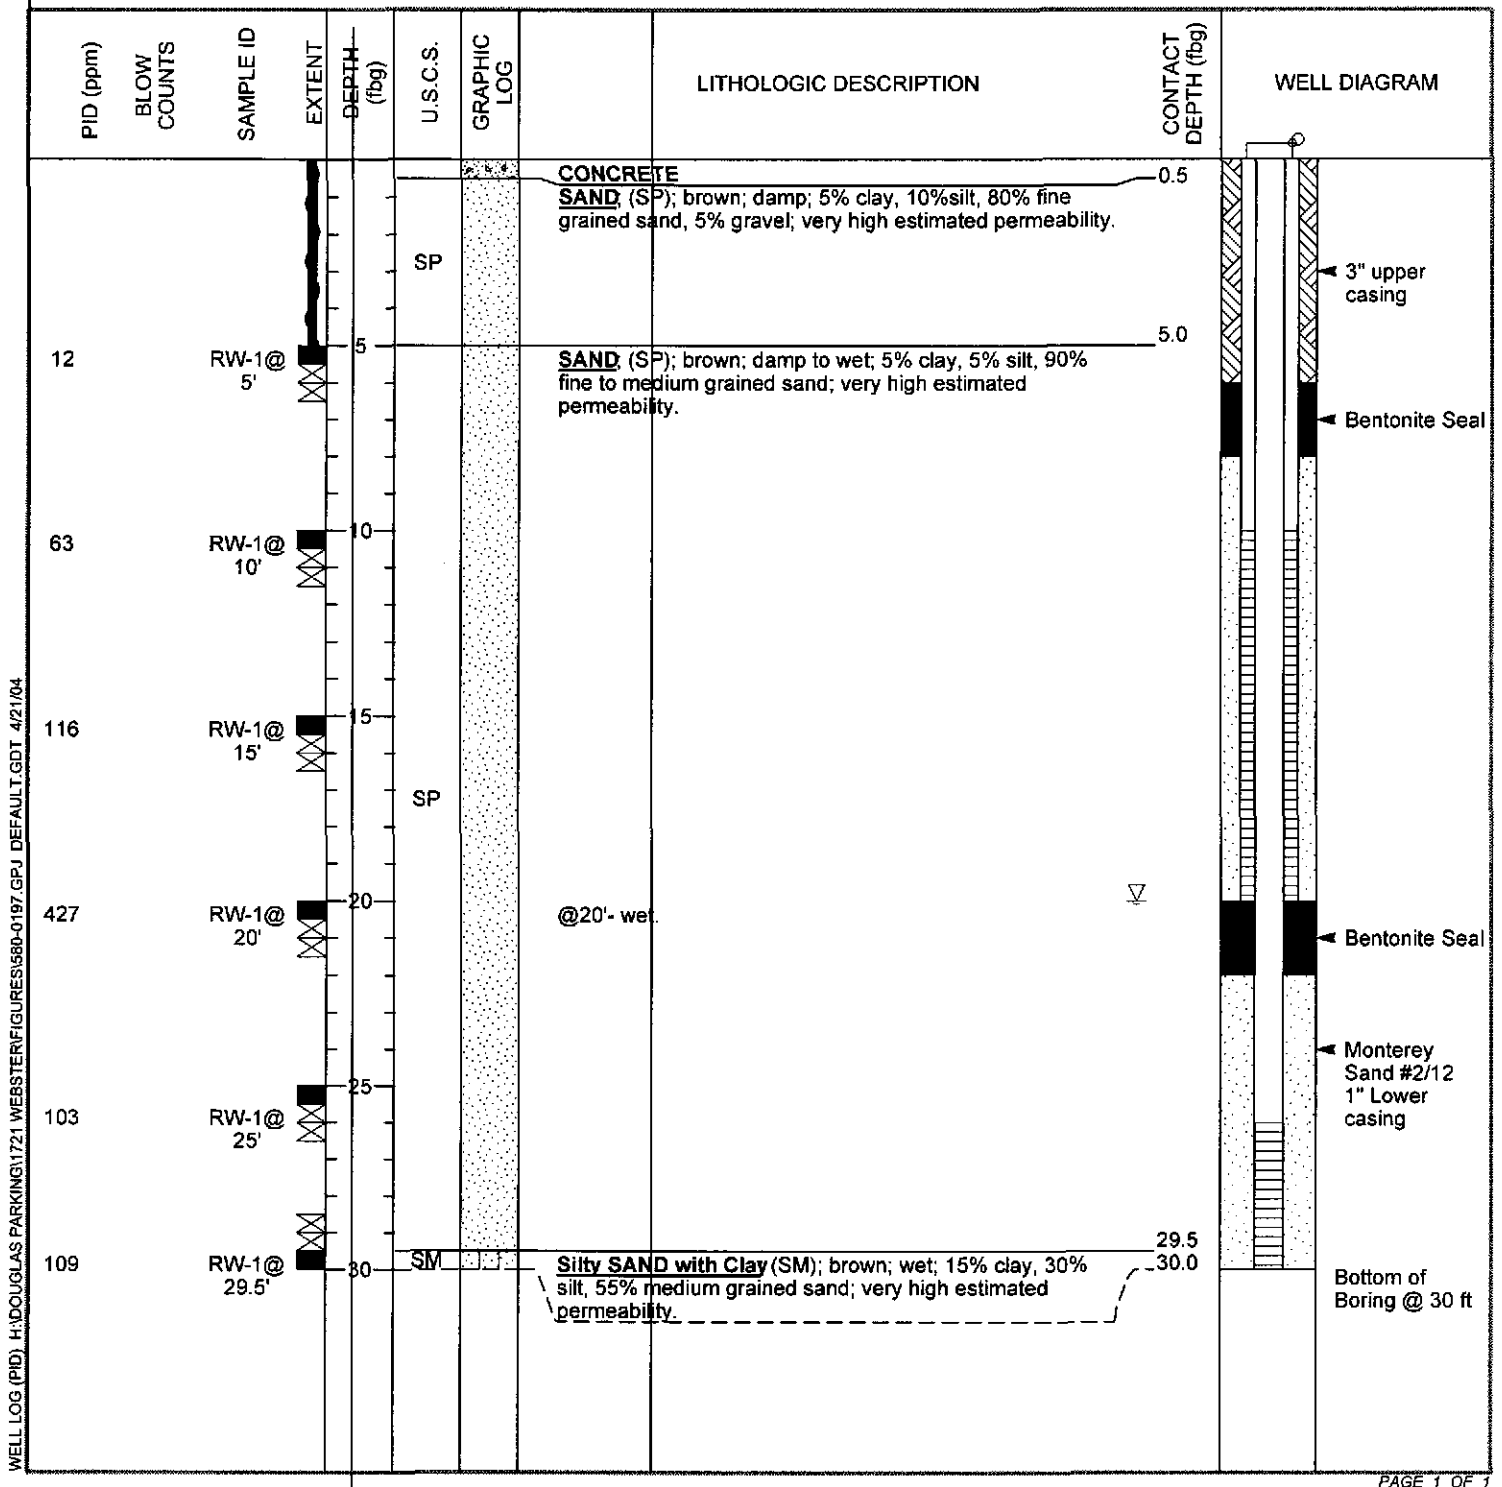 PID (ppm)
BLOW
COUNTS
SAMPLE ID
EXTENT
DEPTH
(fbg)
U.S.C.S.
GRAPHIC
LOG
LITHOLOGIC DESCRIPTION
CONTACT
DEPTH (fbg)
WELL DIAGRAM
CONCRETE
0.5
SAND; (SP); brown; damp; 5% clay, 10%silt, 80% fine
grained sand, 5% gravel; very high estimated permeability.
SP
3" upper
casing
5.0
5
12
RW-1@
5'
SAND; (SP); brown; damp to wet; 5% clay, 5% silt, 90%
fine to medium grained sand; very high estimated
permeability.
Bentonite Seal
10
63
RW-1@
10'
15
116
RW-1@
15'
SP
20
427
RW-1@
20'
@20'- wet.
Bentonite Seal
Monterey
Sand #2/12
1" Lower
casing
25
103
RW-1@
25'
29.5
30.0
109
RW-1@
29.5'
30
SM
Silty SAND with Clay (SM); brown; wet; 15% clay, 30%
silt, 55% medium grained sand; very high estimated
permeability.
Bottom of
Boring @ 30 ft
WELL LOG (PID) H:\DOUGLAS PARKING\1721 WEBSTER\FIGURES\580-0197.GPJ DEFAULT.GDT 4/21/04
PAGE 1 OF 1